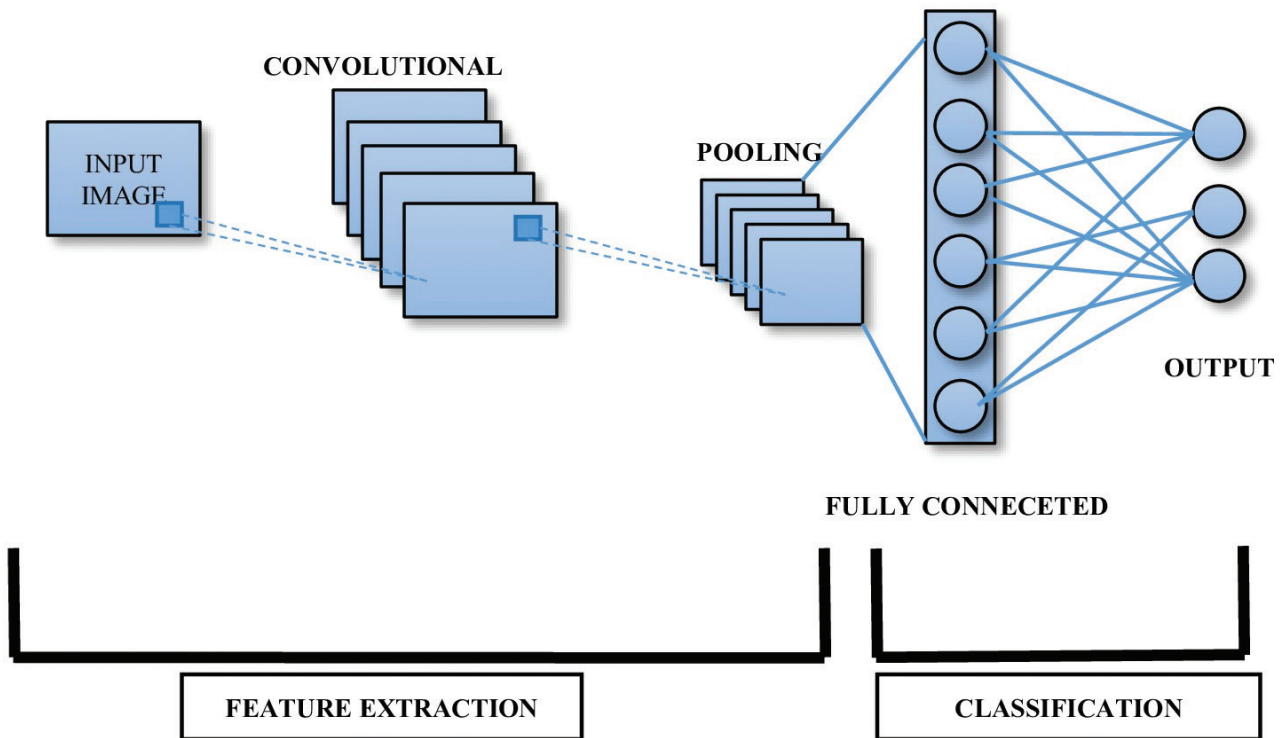 CONVOLUTIONAL
INPUT
IMAGE
POOLING
OUTPUT
FULLY CONNECETED
FEATURE EXTRACTION
CLASSIFICATION